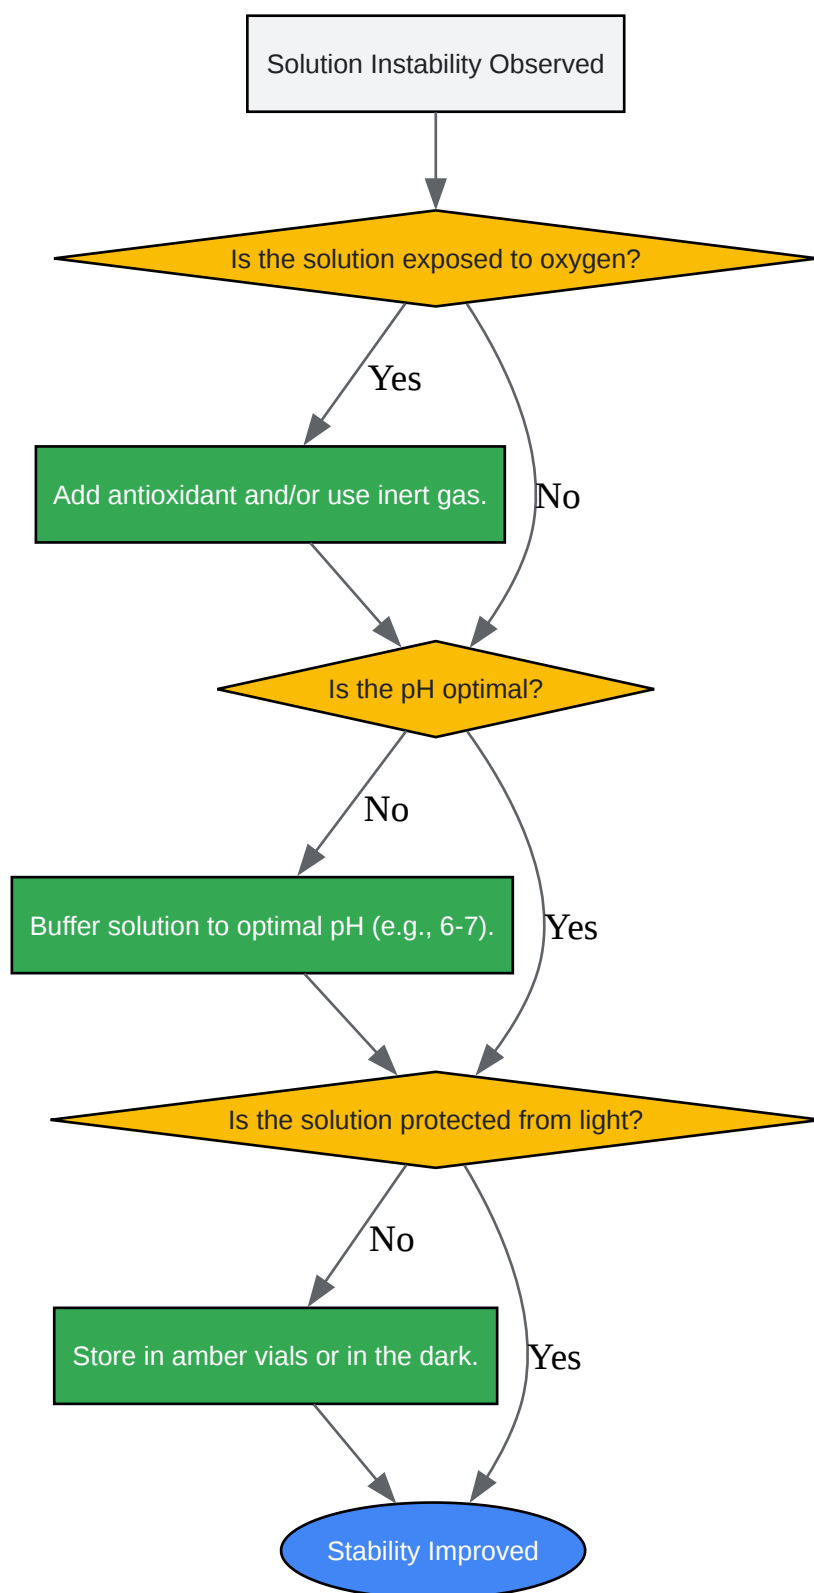 Solution Instability Observed
Is the solution exposed to oxygen?
Yes
Add antioxidant and/or use inert gas.
No
Is the pH optimal?
No
Buffer solution to optimal pH (e.g., 6-7).
Yes
Is the solution protected from light?
No
Store in amber vials or in the dark.
Yes
Stability Improved